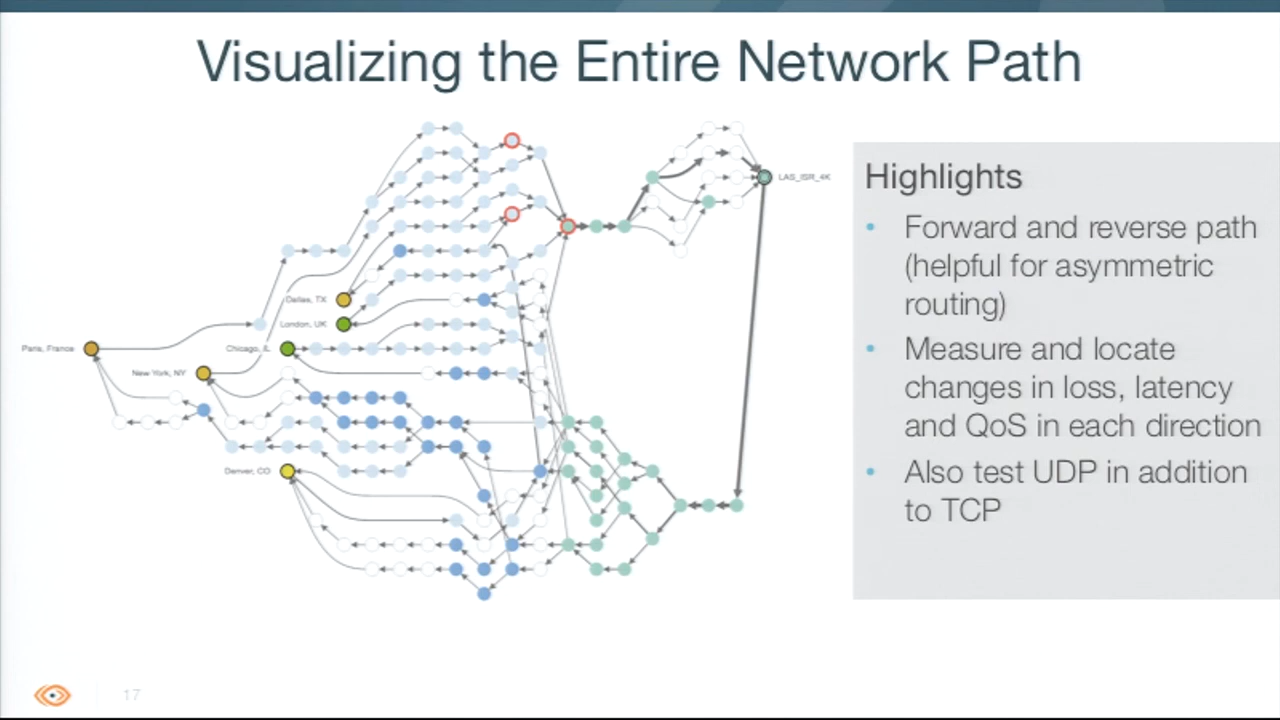 Visualizing the Entire Network Path
LAS_ISR_4K
Dallas, TX
London, UK
Paris, France
Chicago, IL
New York, NY
Denver, CO
Highlights
• Forward and reverse path
(helpful for asymmetric
routing)
• Measure and locate
changes in loss, latency
and QoS in each direction
• Also test UDP in addition
to TCP
17